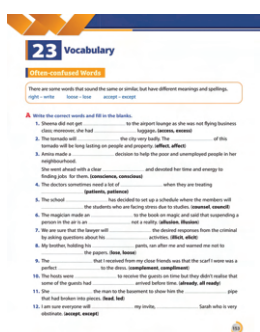 23 Vocabulary
Often-confused Words
There are some words that sound the same or similar, but have different meanings and spellings.
right – write loose – lose accept – except
A Write the correct words and fill in the blanks.
1. Sheena did not get ........................ to the airport lounge as she was not flying business
class; moreover, she had ........................ luggage. (access, excess)
2. The tornado will ........................ the city very badly. The ........................ of this
tornado will be long lasting on people and property. (effect, affect)
3. Amina made a ........................ decision to help the poor and unemployed people in her
neighbourhood.
She went ahead with a clear ........................ and devoted her time and energy to
finding jobs for them. (conscience, conscious)
4. The doctors sometimes need a lot of ........................ when they are treating
........................ (patients, patience)
5. The school ........................ has decided to set up a schedule where the members will
........................ the students who are facing stress due to studies. (counsel, council)
6. The magician made an ........................ to the book on magic and said that suspending a
person in the air is an ........................ not a reality. (allusion, illusion)
7. We are sure that the lawyer will ........................ the desired responses from the criminal
by asking questions about his ........................ activities. (illicit, elicit)
8. My brother, holding his ........................ pants, ran after me and warned me not to
........................ the papers. (lose, loose)
9. The ........................ that I received from my close friends was that the scarf I wore was a
perfect ........................ to the dress. (complement, compliment)
10. The hosts were ........................ to receive the guests on time but they didn't realise that
some of the guests had ........................ arrived before time. (already, all ready)
11. She ........................ the man to the basement to show him the ........................ pipe
that had broken into pieces. (lead, led)
12. I am sure everyone will ........................ my invite, ........................ Sarah who is very
obstinate. (accept, except)